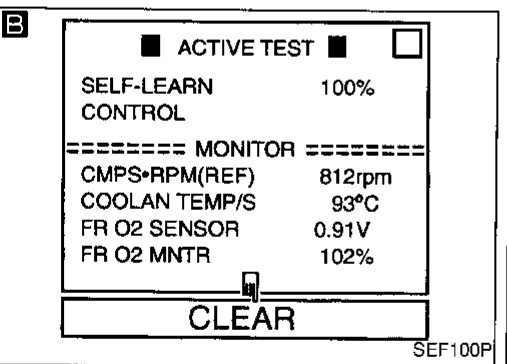 B
ACTIVE TEST
SELF-LEARN 100%
CONTROL
======== MONITOR ========
CMPS•RPM(REF) 812rpm
COOLAN TEMP/S 93°C
FR O2 SENSOR 0.91V
FR O2 MNTR 102%
CLEAR
SEF100P